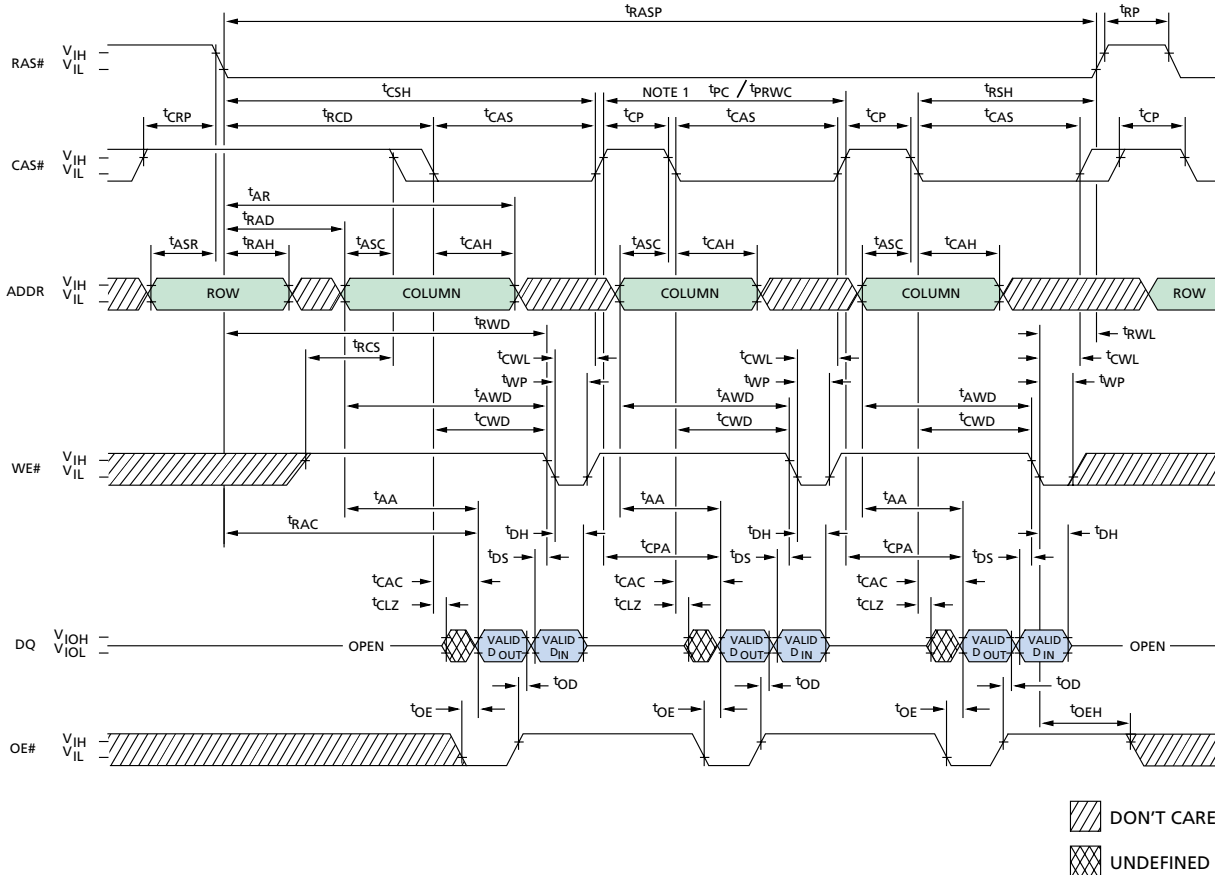 tRASP tRP
RAS# VIH
VIL
tCSH NOTE 1 tPC / tPRWC tRSH
tCRP tRCD tCAS tCP tCAS tCP tCAS tCP
CAS# VIH
VIL
tAR
tRAD
tASR tRAH tASC tCAH tASC tCAH tASC tCAH
ADDR VIH
VIL
ROW COLUMN COLUMN COLUMN ROW
tRWD tRWL
tRCS tCWL tCWL tCWL
tWP tWP tWP
tAWD tAWD tAWD
tCWD tCWD tCWD
WE# VIH
VIL
tAA tAA tAA
tRAC tDH tDH tDH
tDS tCPA tDS tCPA tDS
tCAC tCAC tCAC
tCLZ tCLZ tCLZ
DQ VIOH
VIOL
OPEN VALID DOUT VALID DIN VALID DOUT VALID DIN VALID DOUT VALID DIN OPEN
tOD tOD tOD
tOE tOE tOE tOEH
OE# VIH
VIL
DON'T CARE
UNDEFINED